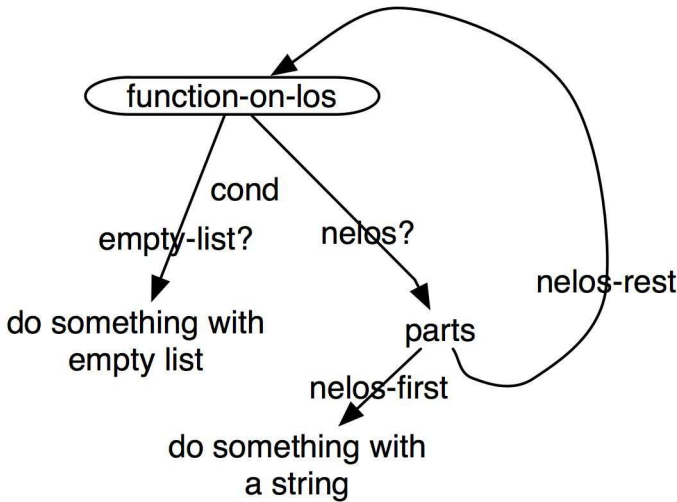 function-on-los
cond
empty-list?
nelos?
nelos-rest
do something with
empty list
parts
nelos-first
do something with
a string